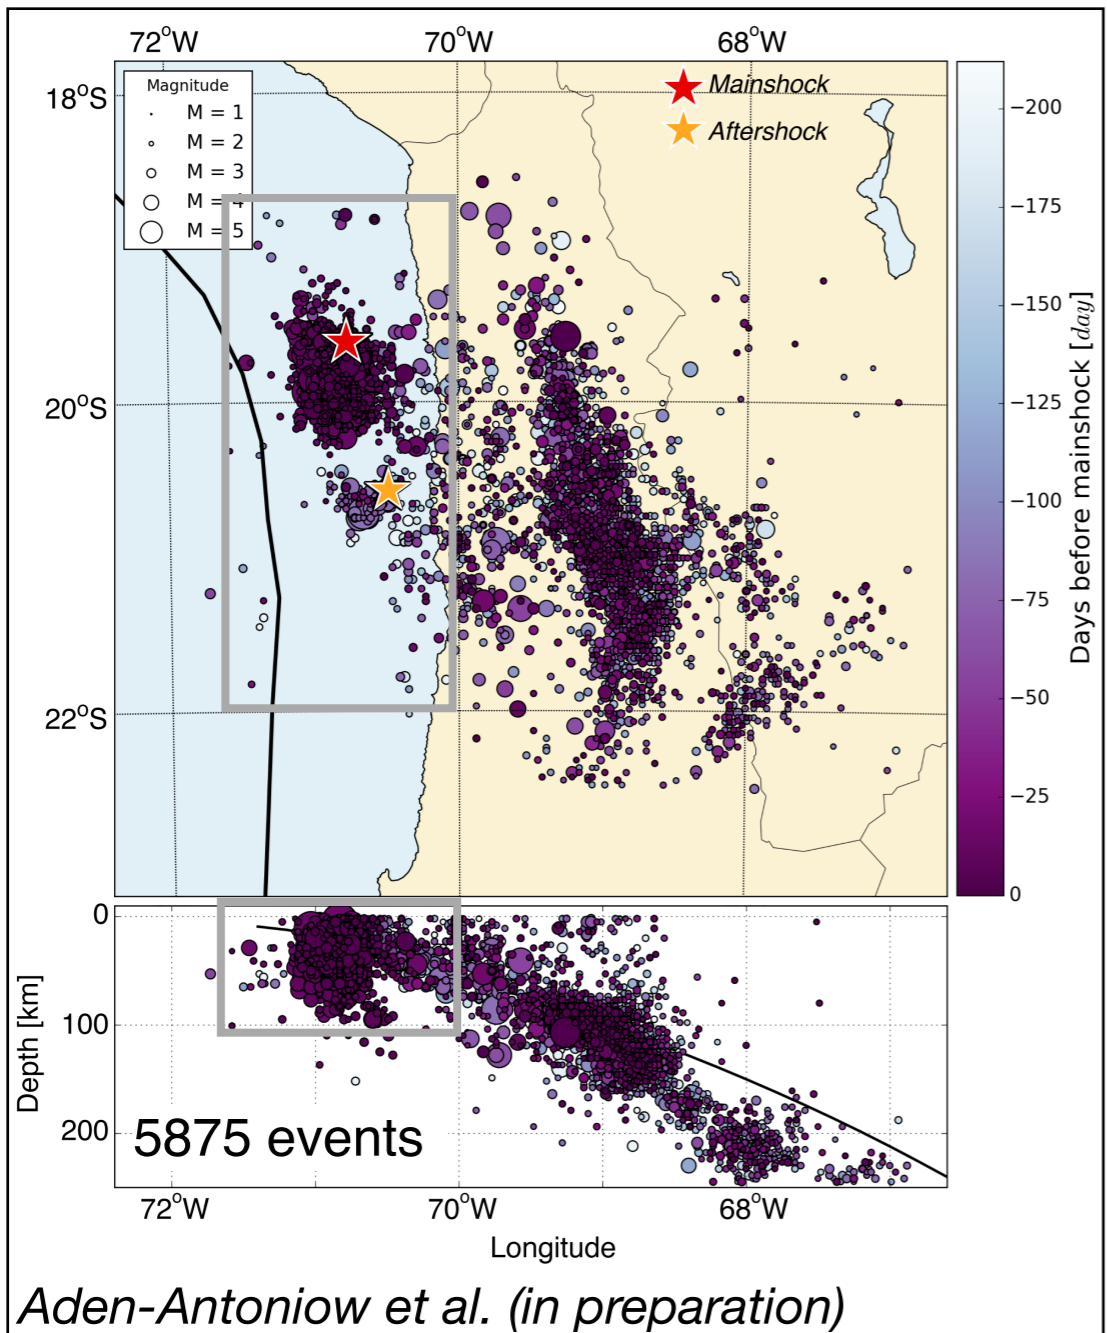 72°W 70°W 68°W
Magnitude
M = 1
M = 2
M = 3
M = 4
M = 5
Mainshock
Aftershock
18°S
20°S
22°S
−200
−175
−150
−125
−100
−75
−50
−25
0
Days before mainshock [day]
0
100
200
Depth [km]
5875 events
72°W 70°W 68°W
Longitude
Aden-Antoniow et al. (in preparation)